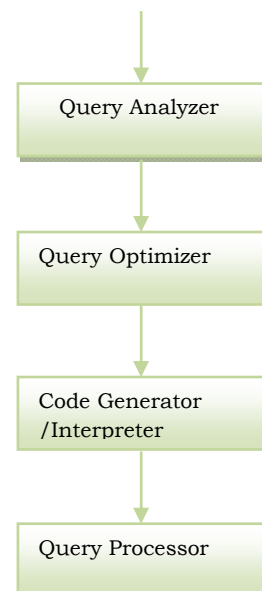 Query Analyzer
Query Optimizer
Code Generator
/Interpreter
Query Processor